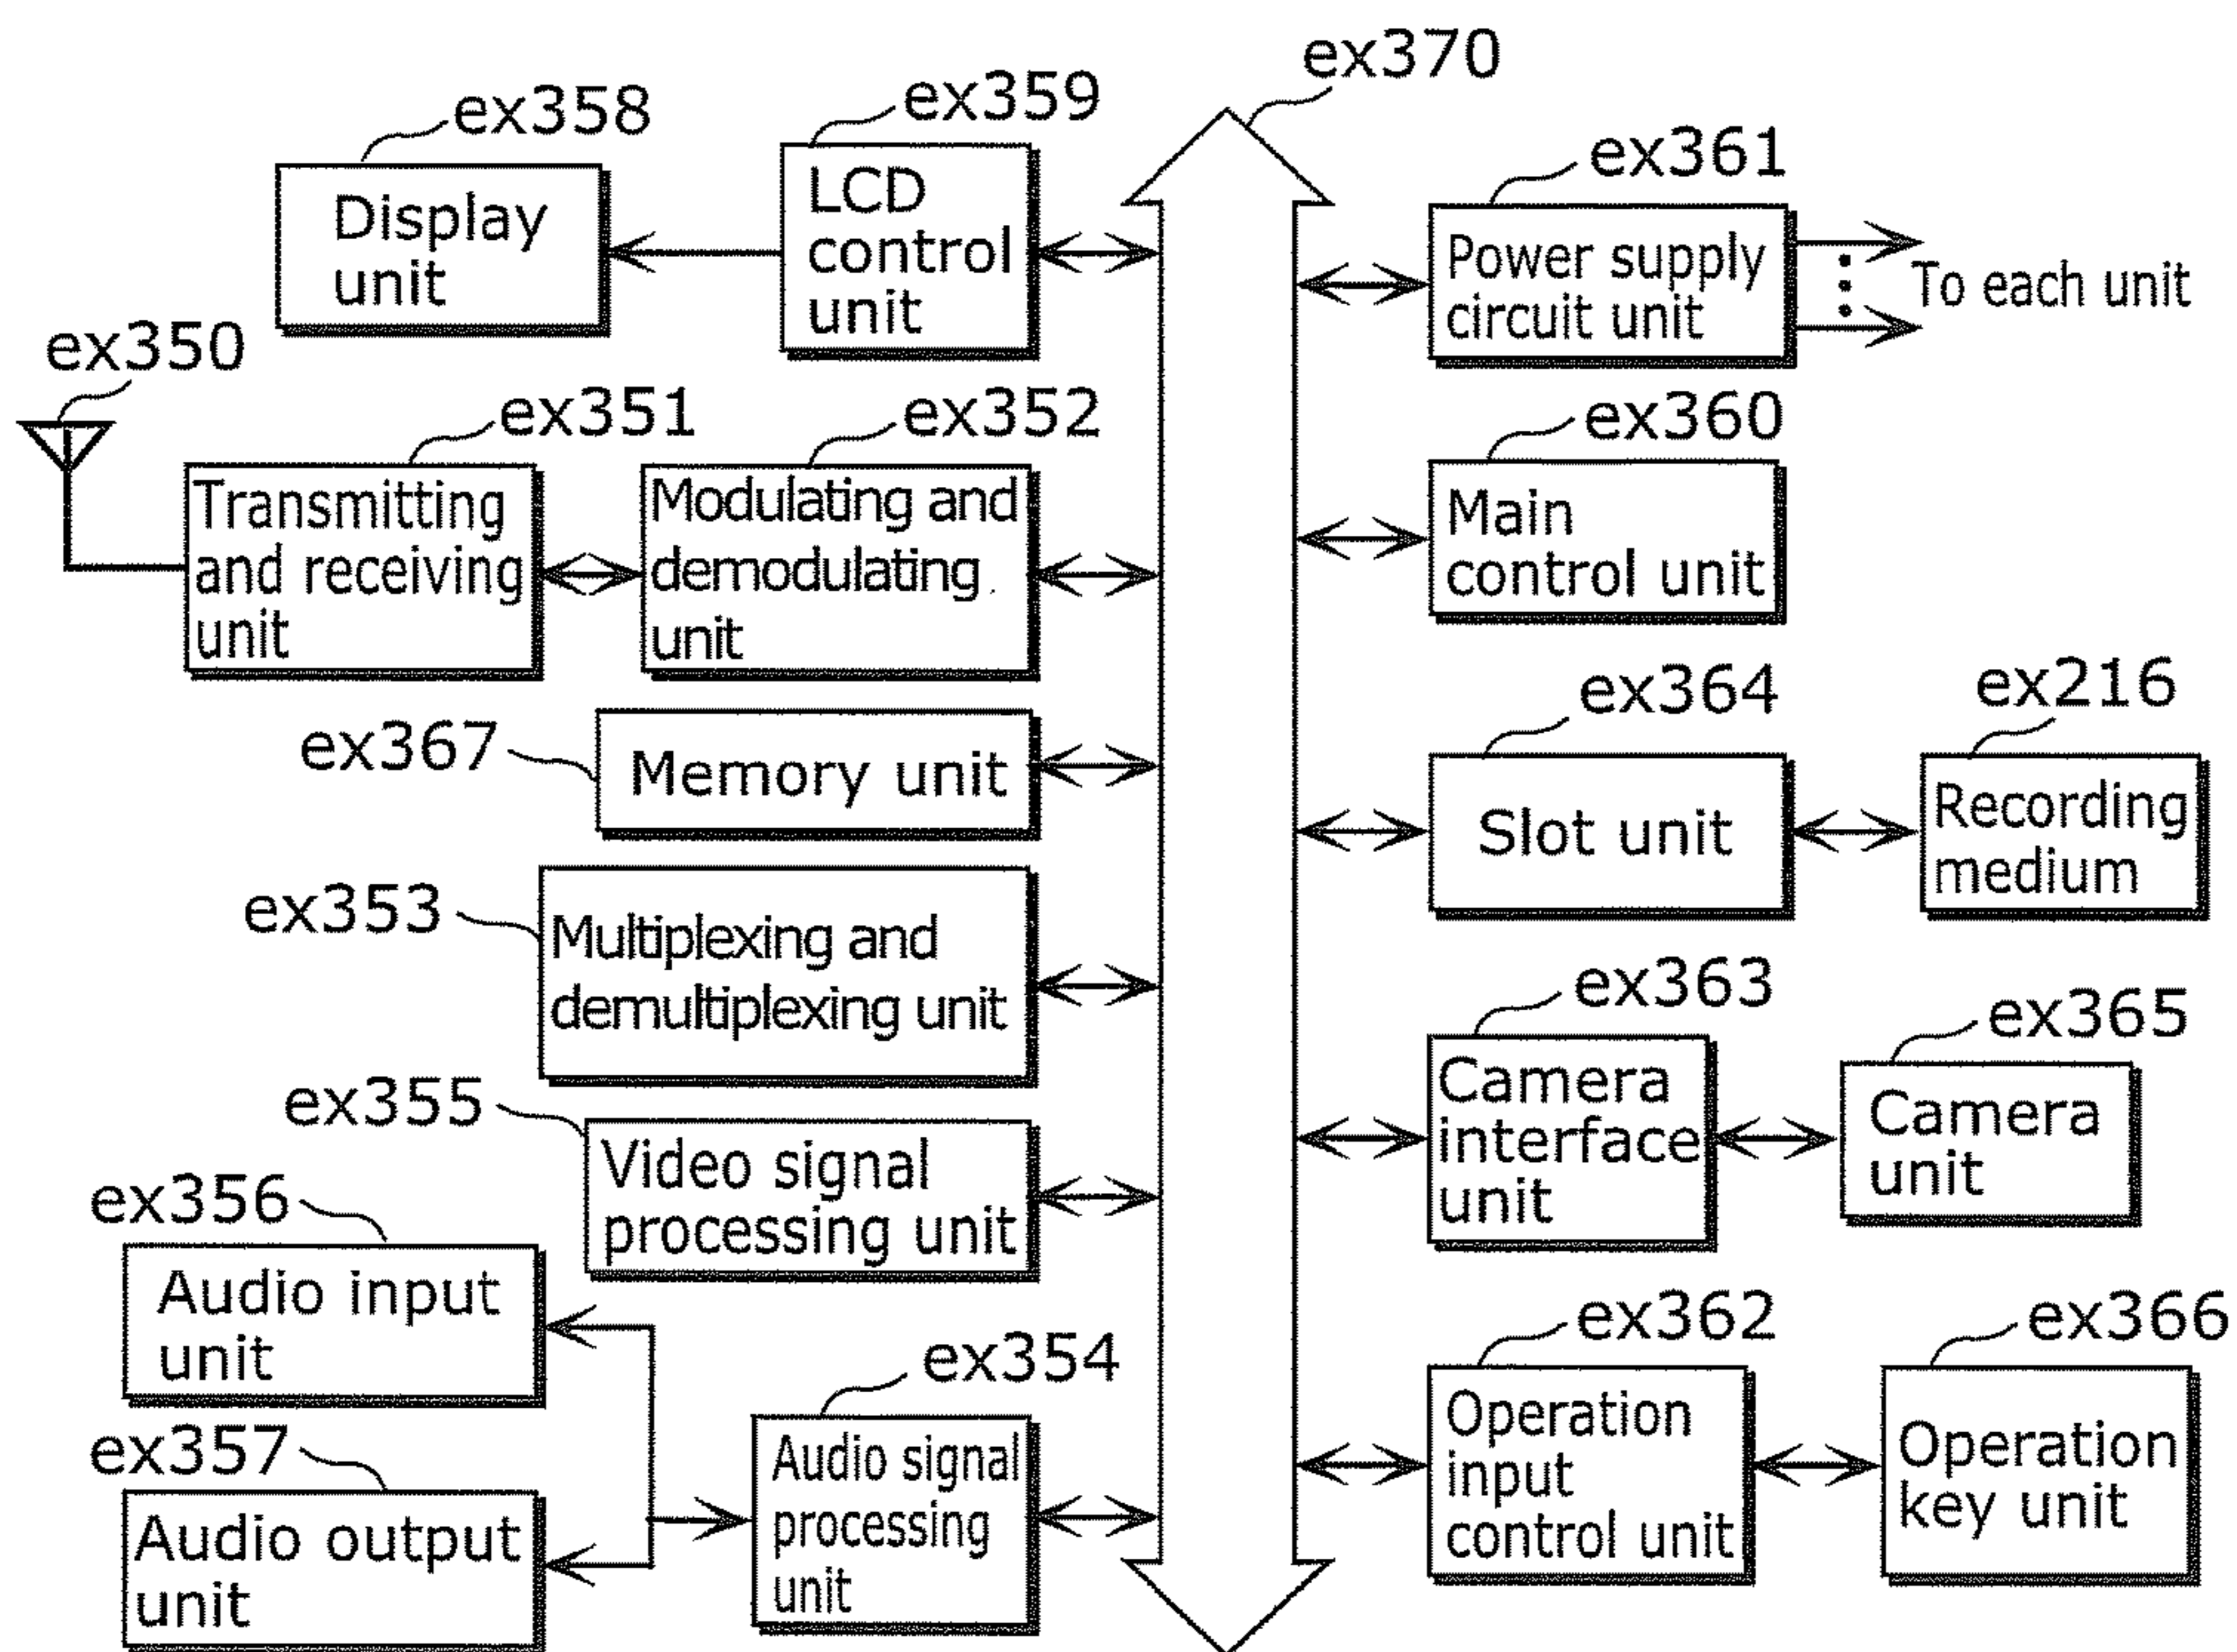 ex370
ex358
ex359
Display
unit
LCD
control
unit
ex361
Power supply
circuit unit
To each unit
ex350
ex351
ex352
Transmitting
and receiving
unit
Modulating and
demodulating
unit
ex360
Main
control unit
ex367
Memory unit
ex364
ex216
Slot unit
Recording
medium
ex353
Multiplexing and
demultiplexing unit
ex363
ex365
Camera
interface
unit
Camera
unit
ex355
Video signal
processing unit
ex356
Audio input
unit
ex357
Audio output
unit
ex354
Audio signal
processing
unit
ex362
ex366
Operation
input
control unit
Operation
key unit